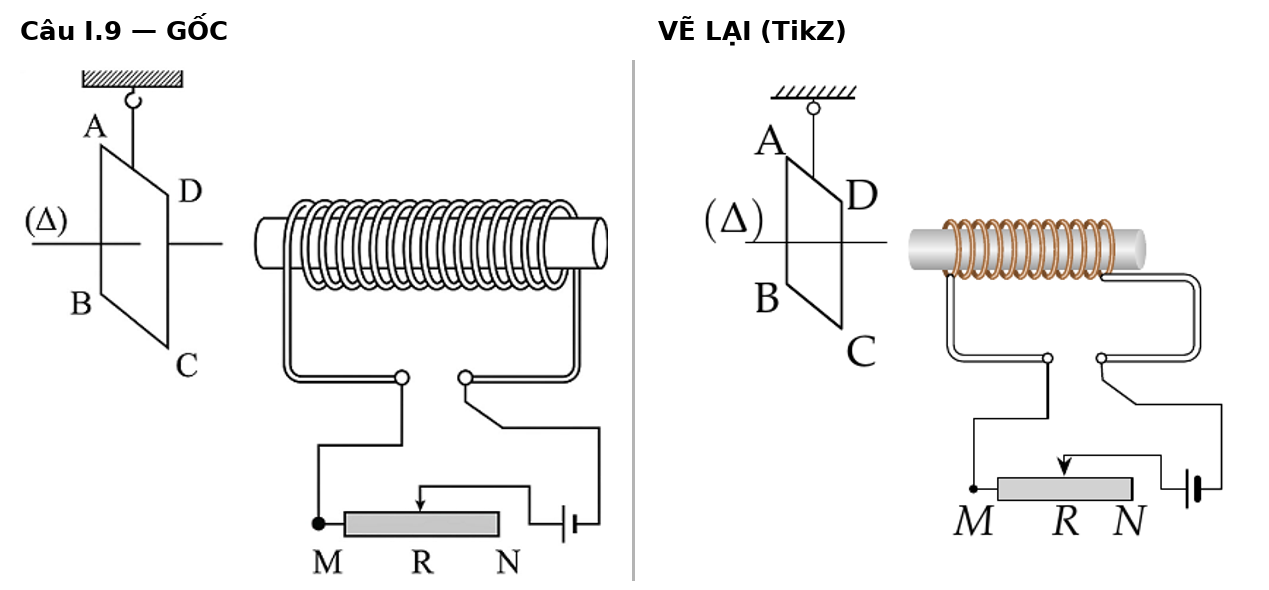 Câu I.9 — GỐC
A
D
(Δ)
B
C
M R N
VẼ LẠI (TikZ)
A
D
(Δ)
B
C
M R N